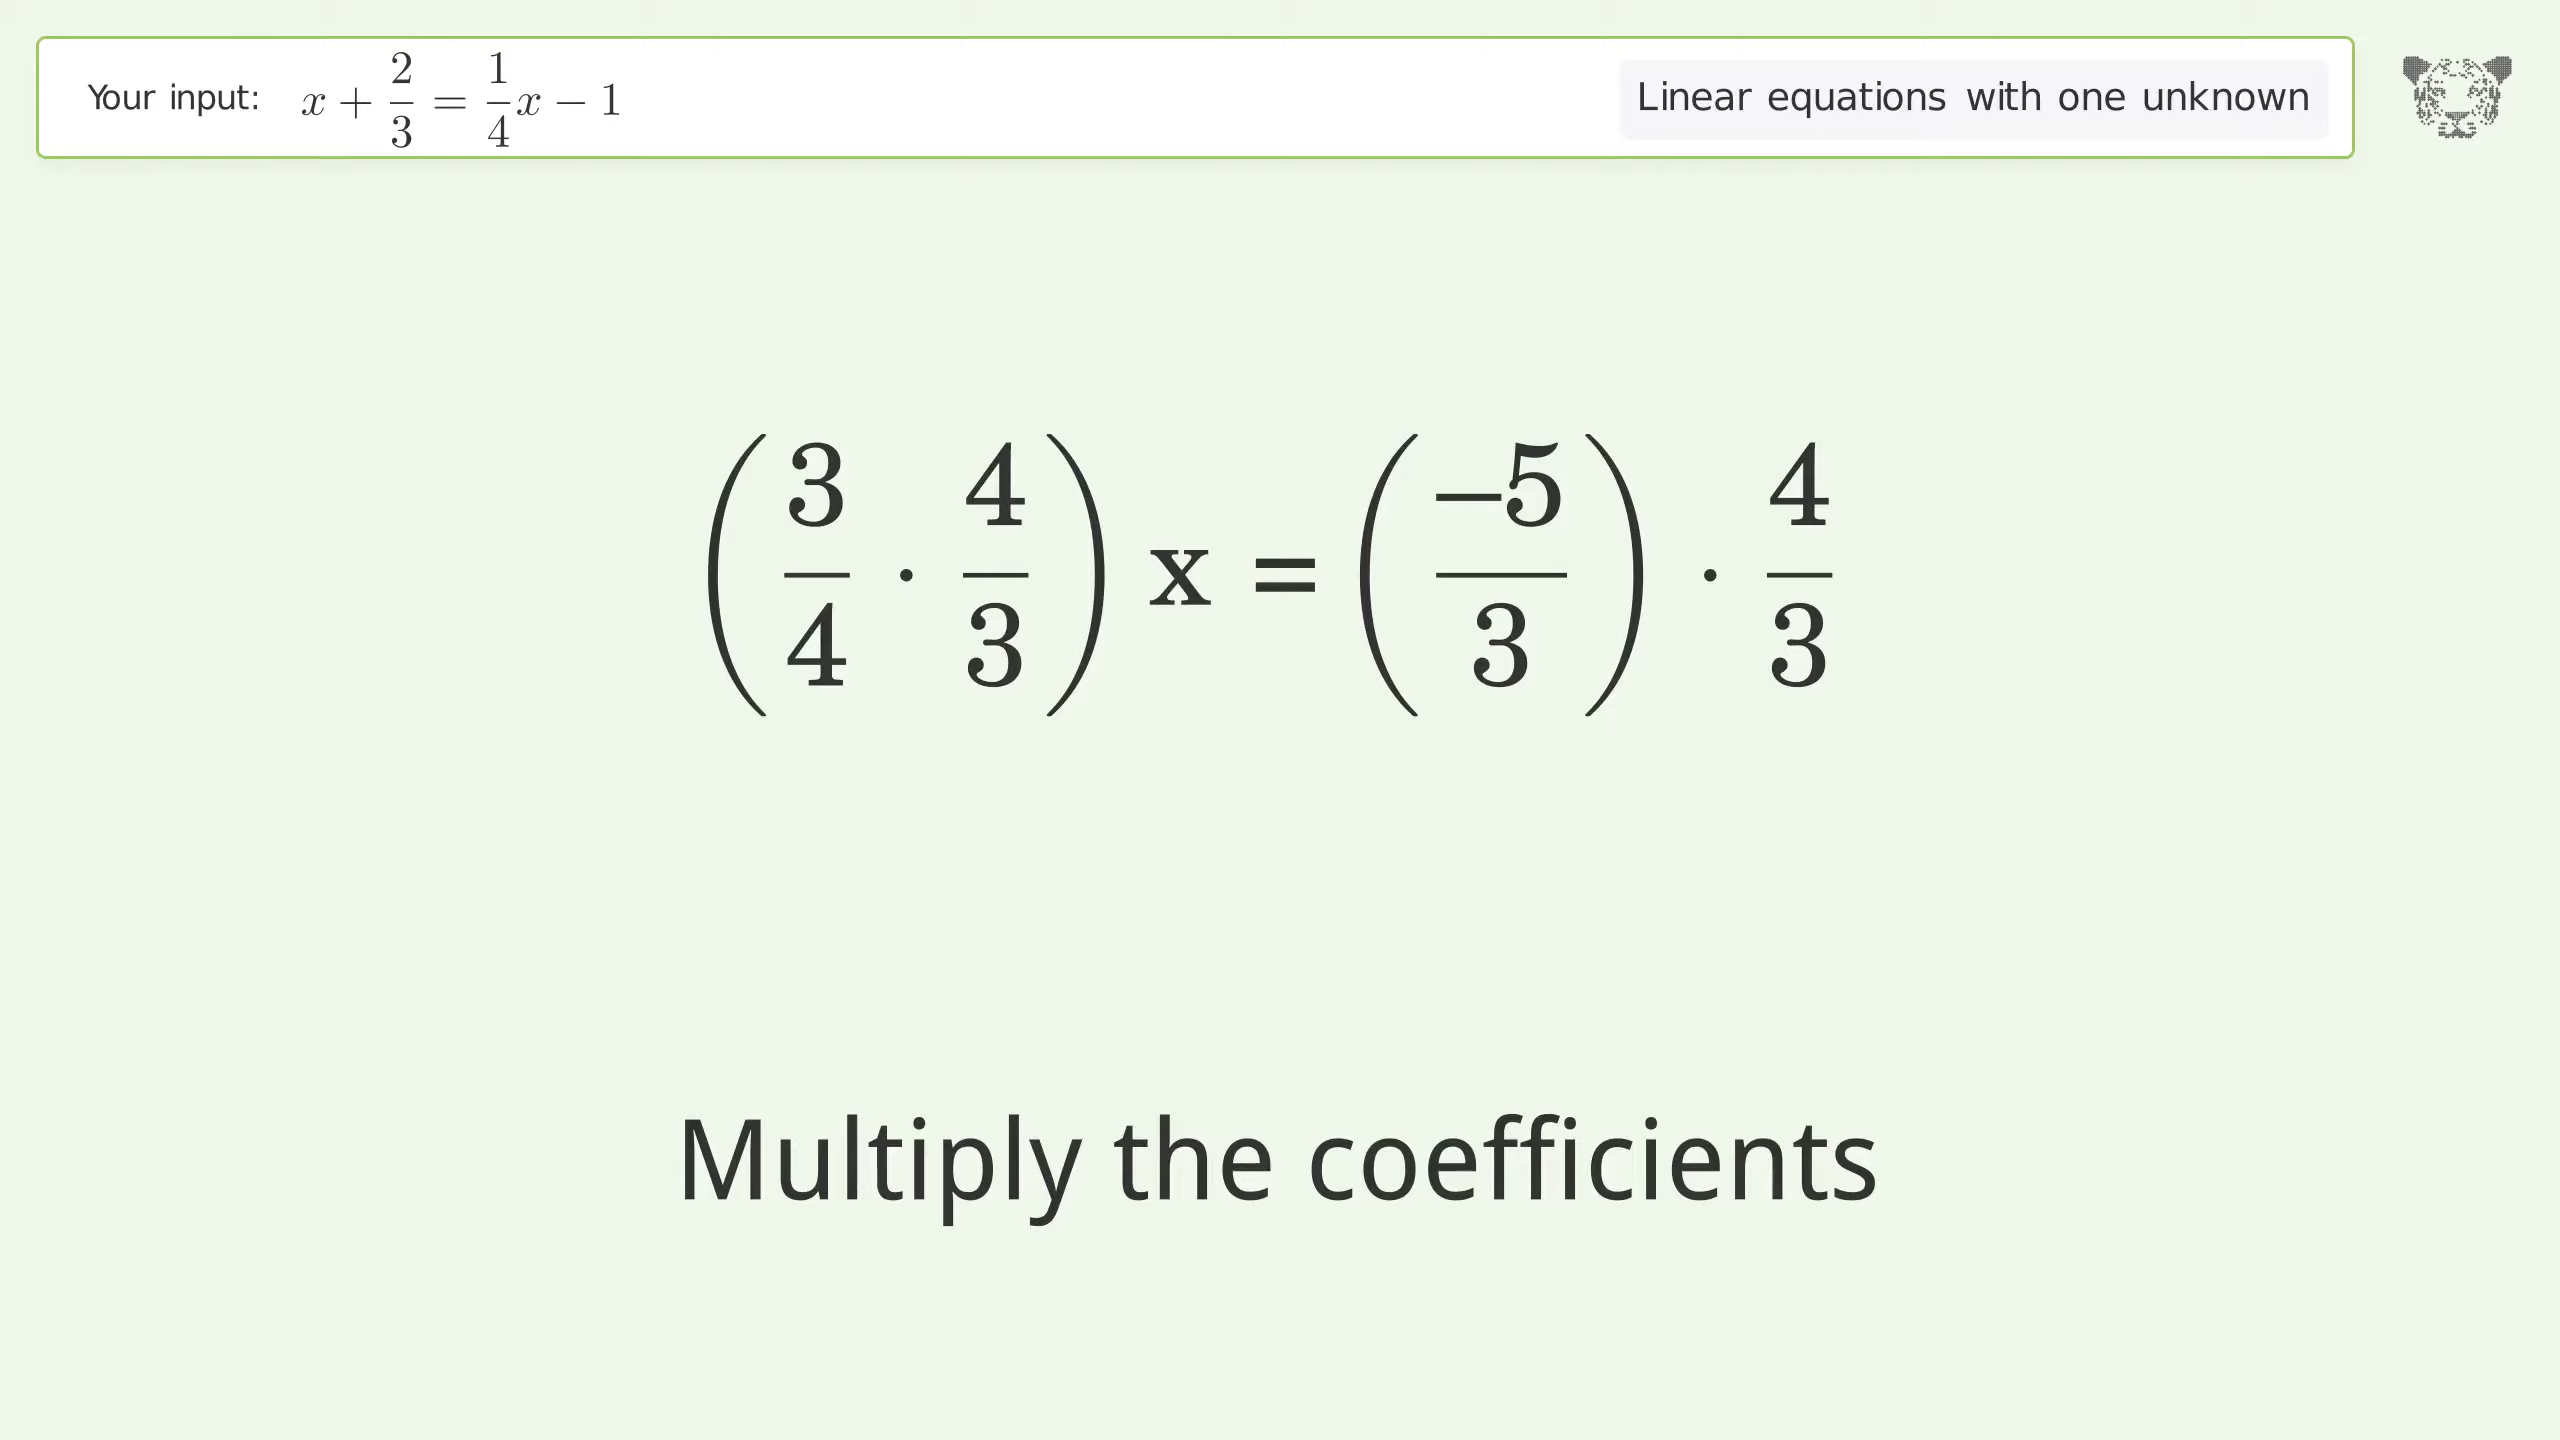 Your input: x + 2/3 = 1/4 x − 1
Linear equations with one unknown
(3/4 · 4/3) x = (−5/3) · 4/3
Multiply the coefficients